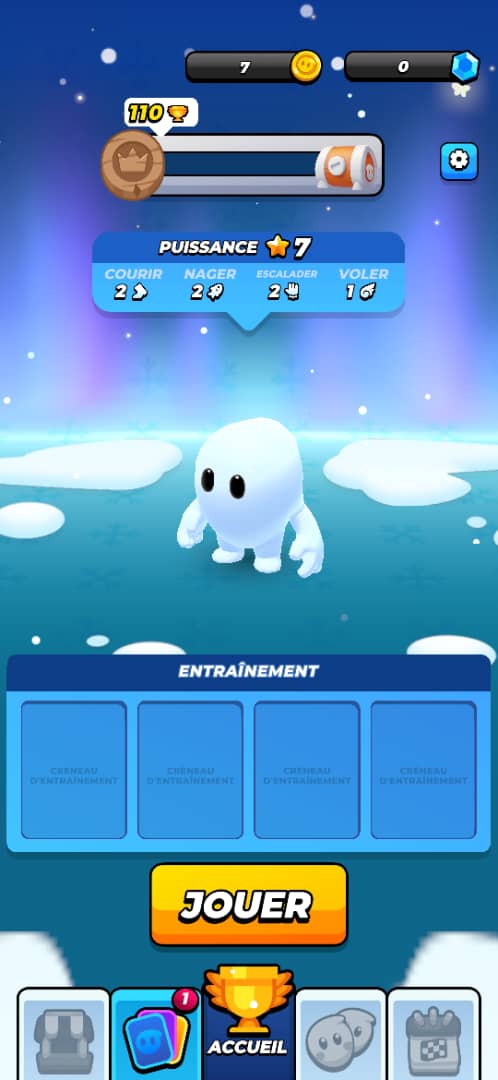 7
0
110
PUISSANCE 7
COURIR NAGER ESCALADER VOLER
2 2 2 1
ENTRAÎNEMENT
CRÉNEAU CRÉNEAU CRÉNEAU CRÉNEAU
D'ENTRAÎNEMENT D'ENTRAÎNEMENT D'ENTRAÎNEMENT D'ENTRAÎNEMENT
JOUER
1
ACCUEIL